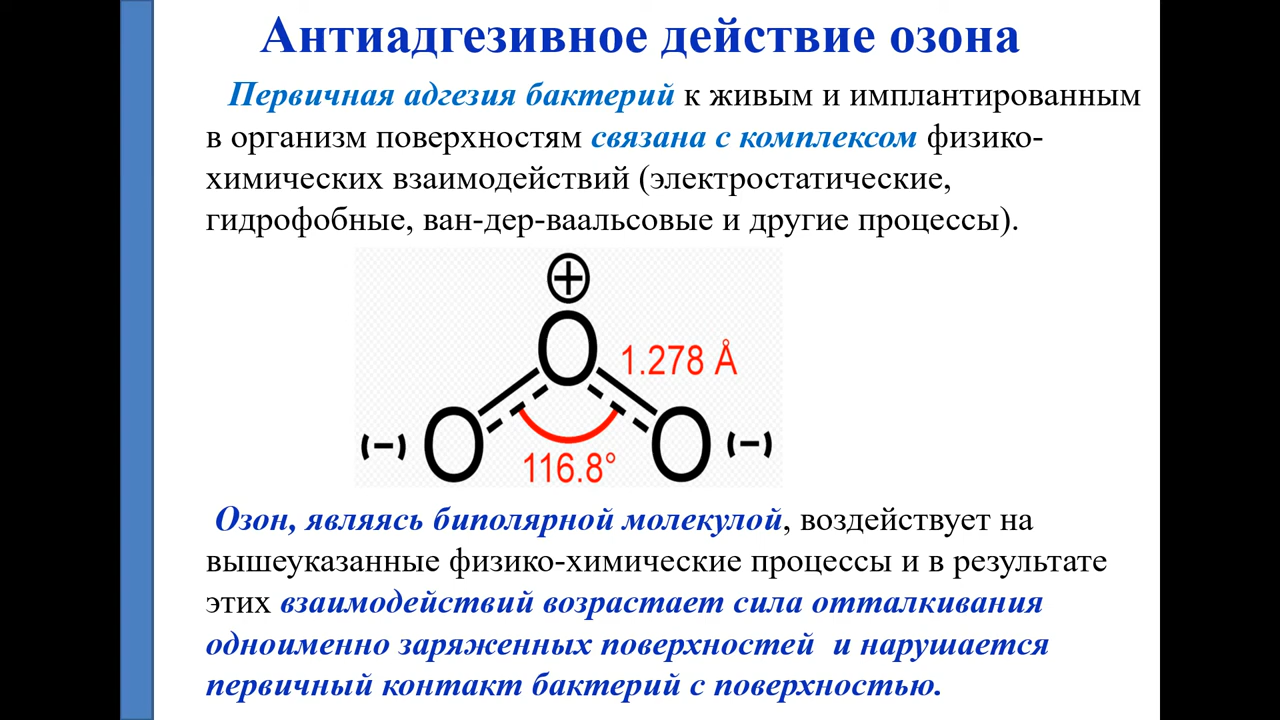 Антиадгезивное действие озона
Первичная адгезия бактерий к живым и имплантированным
в организм поверхностям связана с комплексом физико-
химических взаимодействий (электростатические,
гидрофобные, ван-дер-ваальсовые и другие процессы).
+
O
1.278 Å
(-) O O (-)
116.8°
Озон, являясь биполярной молекулой, воздействует на
вышеуказанные физико-химические процессы и в результате
этих взаимодействий возрастает сила отталкивания
одноименно заряженных поверхностей и нарушается
первичный контакт бактерий с поверхностью.